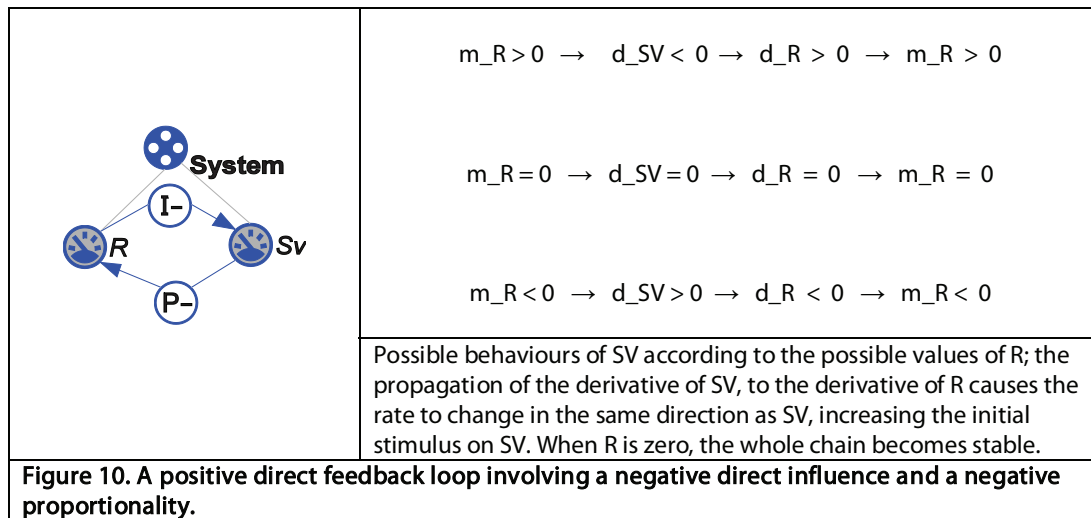 m_R > 0 → d_SV < 0 → d_R > 0 → m_R > 0
System
I–
m_R = 0 → d_SV = 0 → d_R = 0 → m_R = 0
R
Sv
P–
m_R < 0 → d_SV > 0 → d_R < 0 → m_R < 0
Possible behaviours of SV according to the possible values of R; the
propagation of the derivative of SV, to the derivative of R causes the
rate to change in the same direction as SV, increasing the initial
stimulus on SV. When R is zero, the whole chain becomes stable.
Figure 10. A positive direct feedback loop involving a negative direct influence and a negative
proportionality.